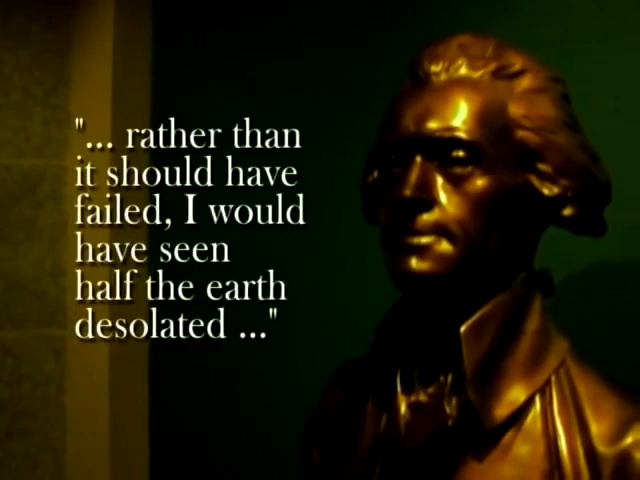 "... rather than
it should have
failed, I would
have seen
half the earth
desolated ..."